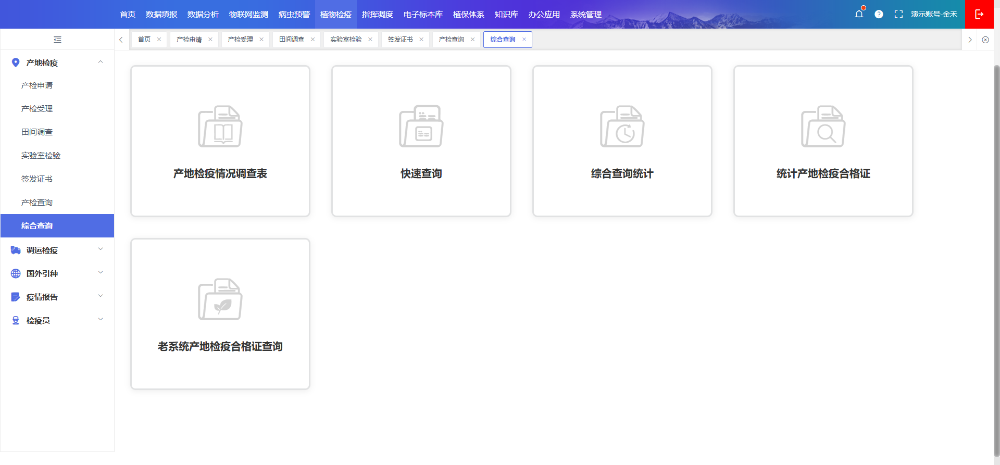 首页 数据填报 数据分析 物联网监测 病虫预警 植物检疫 指挥调度 电子标本库 植保体系 知识库 办公应用 系统管理 演示账号-金禾
首页 产检申请 产检受理 田间调查 实验室检验 签发证书 产检查询 综合查询
产地检疫
产检申请
产检受理
田间调查
实验室检验
签发证书
产检查询
综合查询
调运检疫
国外引种
疫情报告
检疫员
产地检疫情况调查表
快速查询
综合查询统计
统计产地检疫合格证
老系统产地检疫合格证查询